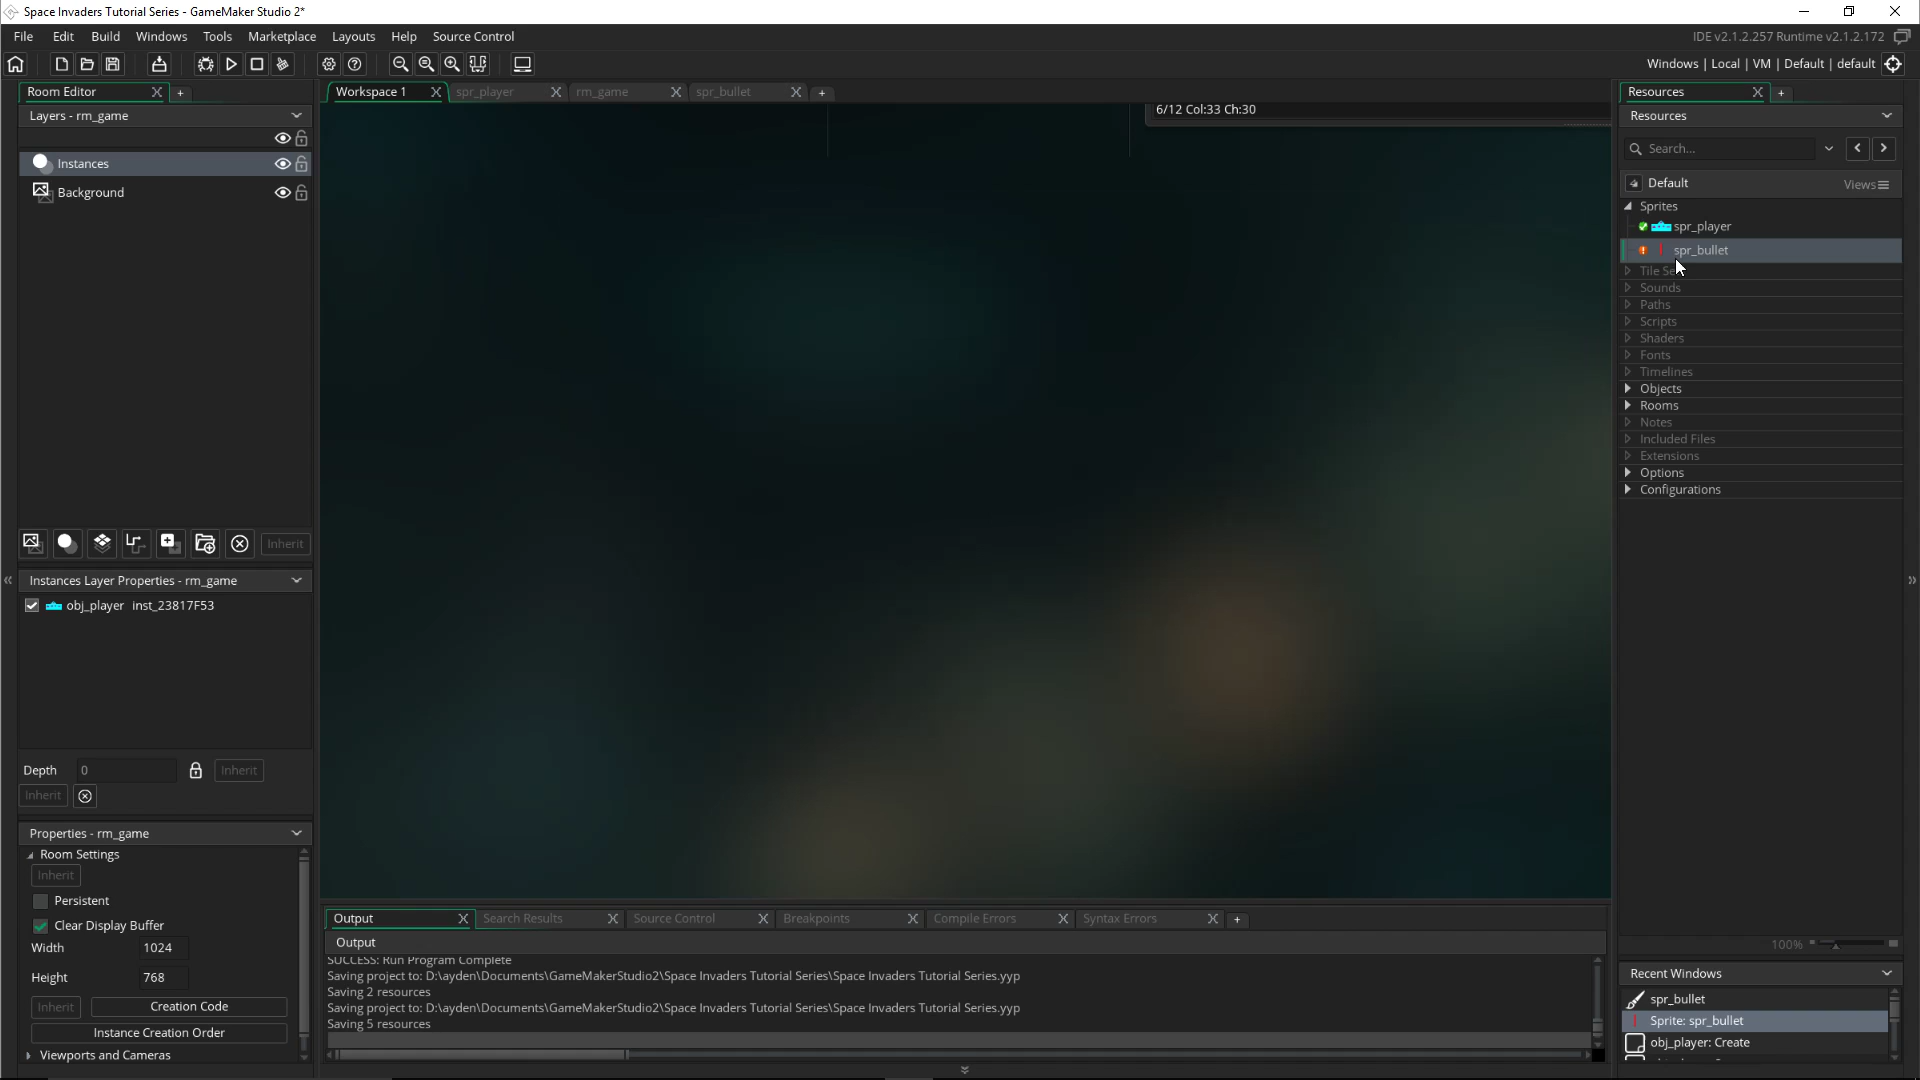 Space Invaders Tutorial Series - GameMaker Studio 2*
File Edit Build Windows Tools Marketplace Layouts Help Source Control
IDE v2.1.2.257 Runtime v2.1.2.172
Windows | Local | VM | Default | default
Room Editor
Layers - rm_game
Instances
Background
Inherit
Instances Layer Properties - rm_game
obj_player inst_23817F53
Depth 0 Inherit
Inherit
Properties - rm_game
Room Settings
Inherit
Persistent
Clear Display Buffer
Width 1024
Height 768
Inherit Creation Code
Instance Creation Order
Viewports and Cameras
Workspace 1 spr_player rm_game spr_bullet
6/12 Col:33 Ch:30
Output Search Results Source Control Breakpoints Compile Errors Syntax Errors
Output
SUCCESS: Run Program Complete
Saving project to: D:\ayden\Documents\GameMakerStudio2\Space Invaders Tutorial Series\Space Invaders Tutorial Series.yyp
Saving 2 resources
Saving project to: D:\ayden\Documents\GameMakerStudio2\Space Invaders Tutorial Series\Space Invaders Tutorial Series.yyp
Saving 5 resources
Resources
Resources
Search...
Default Views
Sprites
spr_player
spr_bullet
Tile Se
Sounds
Paths
Scripts
Shaders
Fonts
Timelines
Objects
Rooms
Notes
Included Files
Extensions
Options
Configurations
100%
Recent Windows
spr_bullet
Sprite: spr_bullet
obj_player: Create